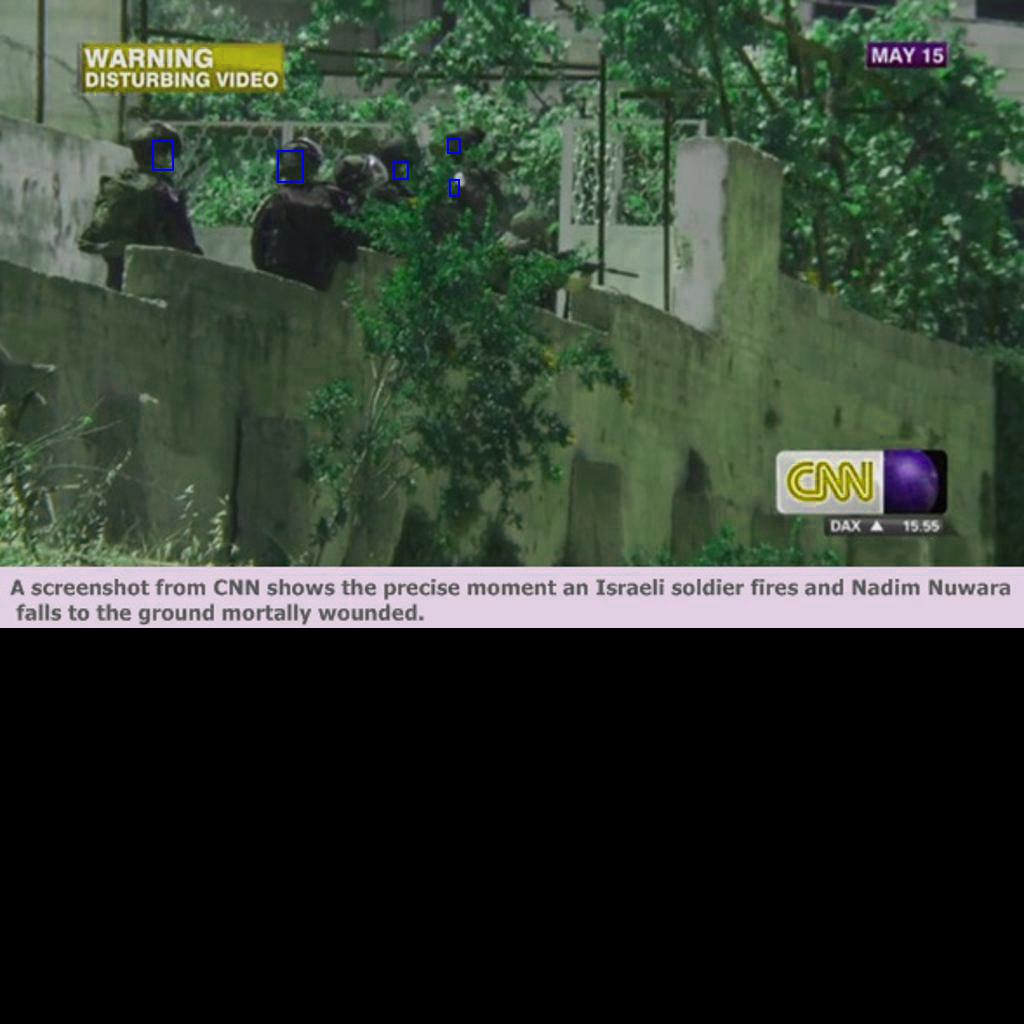 WARNING
DISTURBING VIDEO
MAY 15
CNN
DAX ▲ 15.55
A screenshot from CNN shows the precise moment an Israeli soldier fires and Nadim Nuwara
falls to the ground mortally wounded.